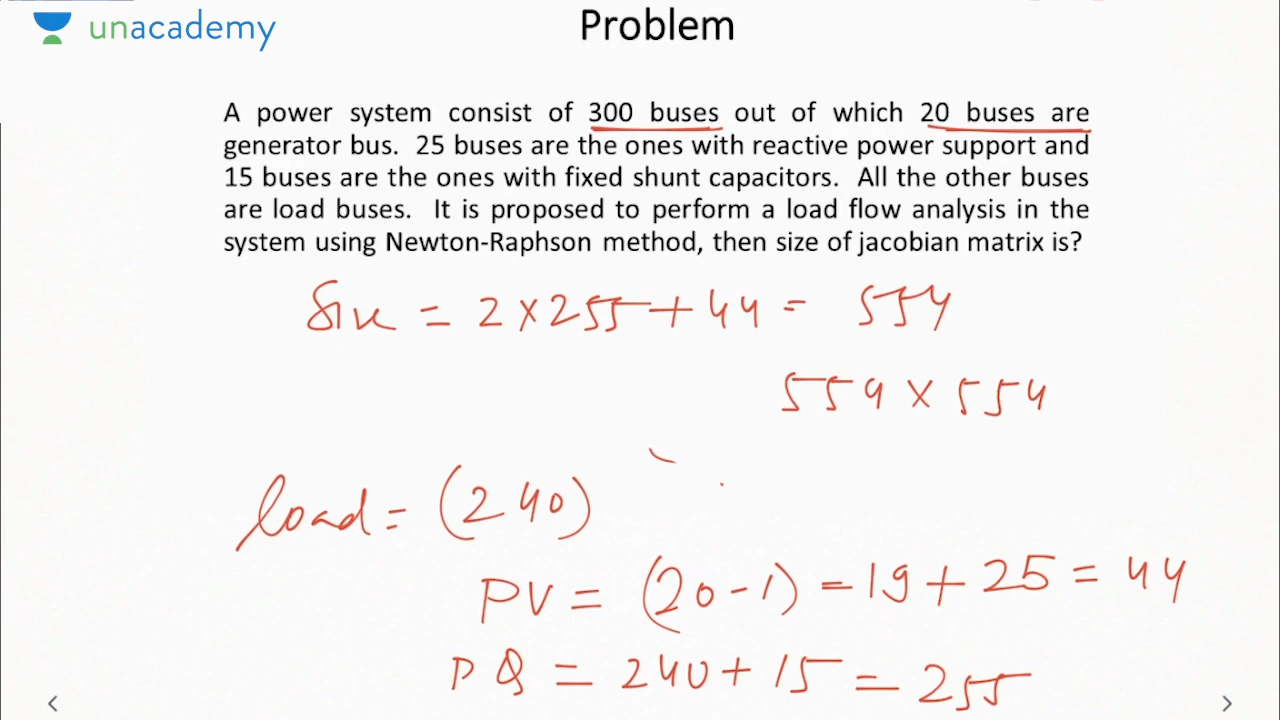 unacademy
Problem
A power system consist of 300 buses out of which 20 buses are
generator bus. 25 buses are the ones with reactive power support and
15 buses are the ones with fixed shunt capacitors. All the other buses
are load buses. It is proposed to perform a load flow analysis in the
system using Newton-Raphson method, then size of jacobian matrix is?
Size = 2 × 255 + 44 = 554
554 × 554
load = (240)
PV = (20 - 1) = 19 + 25 = 44
PQ = 240 + 15 = 255